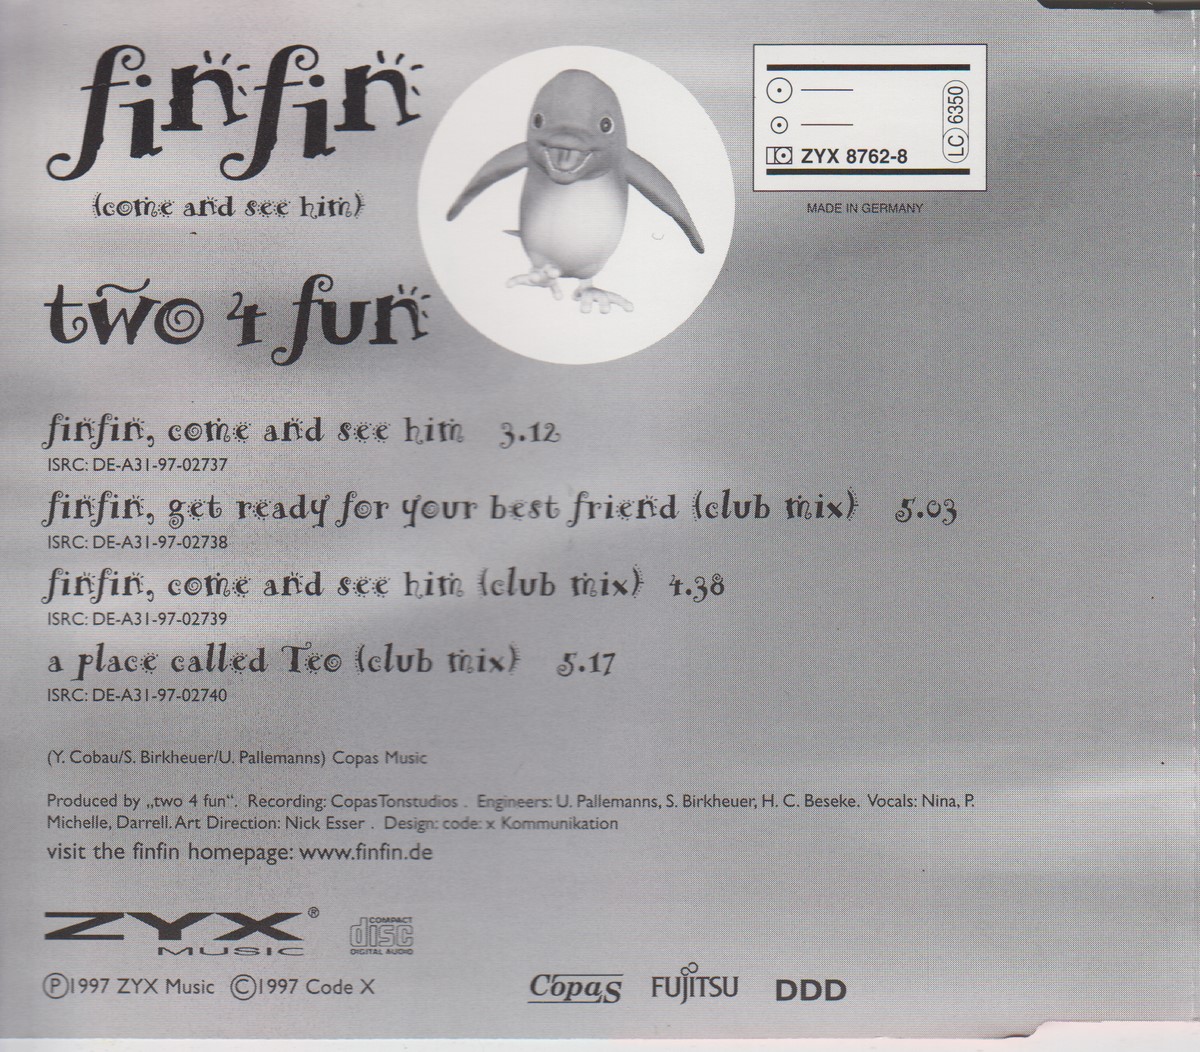 finfin
(come and see him)
two 4 fun
LC 6350
ZYX 8762-8
MADE IN GERMANY
finfin, come and see him 3.12
ISRC: DE-A31-97-02737
finfin, get ready for your best friend (club mix) 5.03
ISRC: DE-A31-97-02738
finfin, come and see him (club mix) 4.38
ISRC: DE-A31-97-02739
a place called Teo (club mix) 5.17
ISRC: DE-A31-97-02740
(Y. Cobau/S. Birkheuer/U. Pallemanns) Copas Music
Produced by „two 4 fun“. Recording: CopasTonstudios . Engineers: U. Pallemanns, S. Birkheuer, H. C. Beseke. Vocals: Nina, P.
Michelle, Darrell. Art Direction: Nick Esser . Design: code: x Kommunikation
visit the finfin homepage: www.finfin.de
ZYX®
MUSIC
COMPACT
disc
DIGITAL AUDIO
Ⓟ1997 ZYX Music ©1997 Code X
Copas FUJITSU DDD